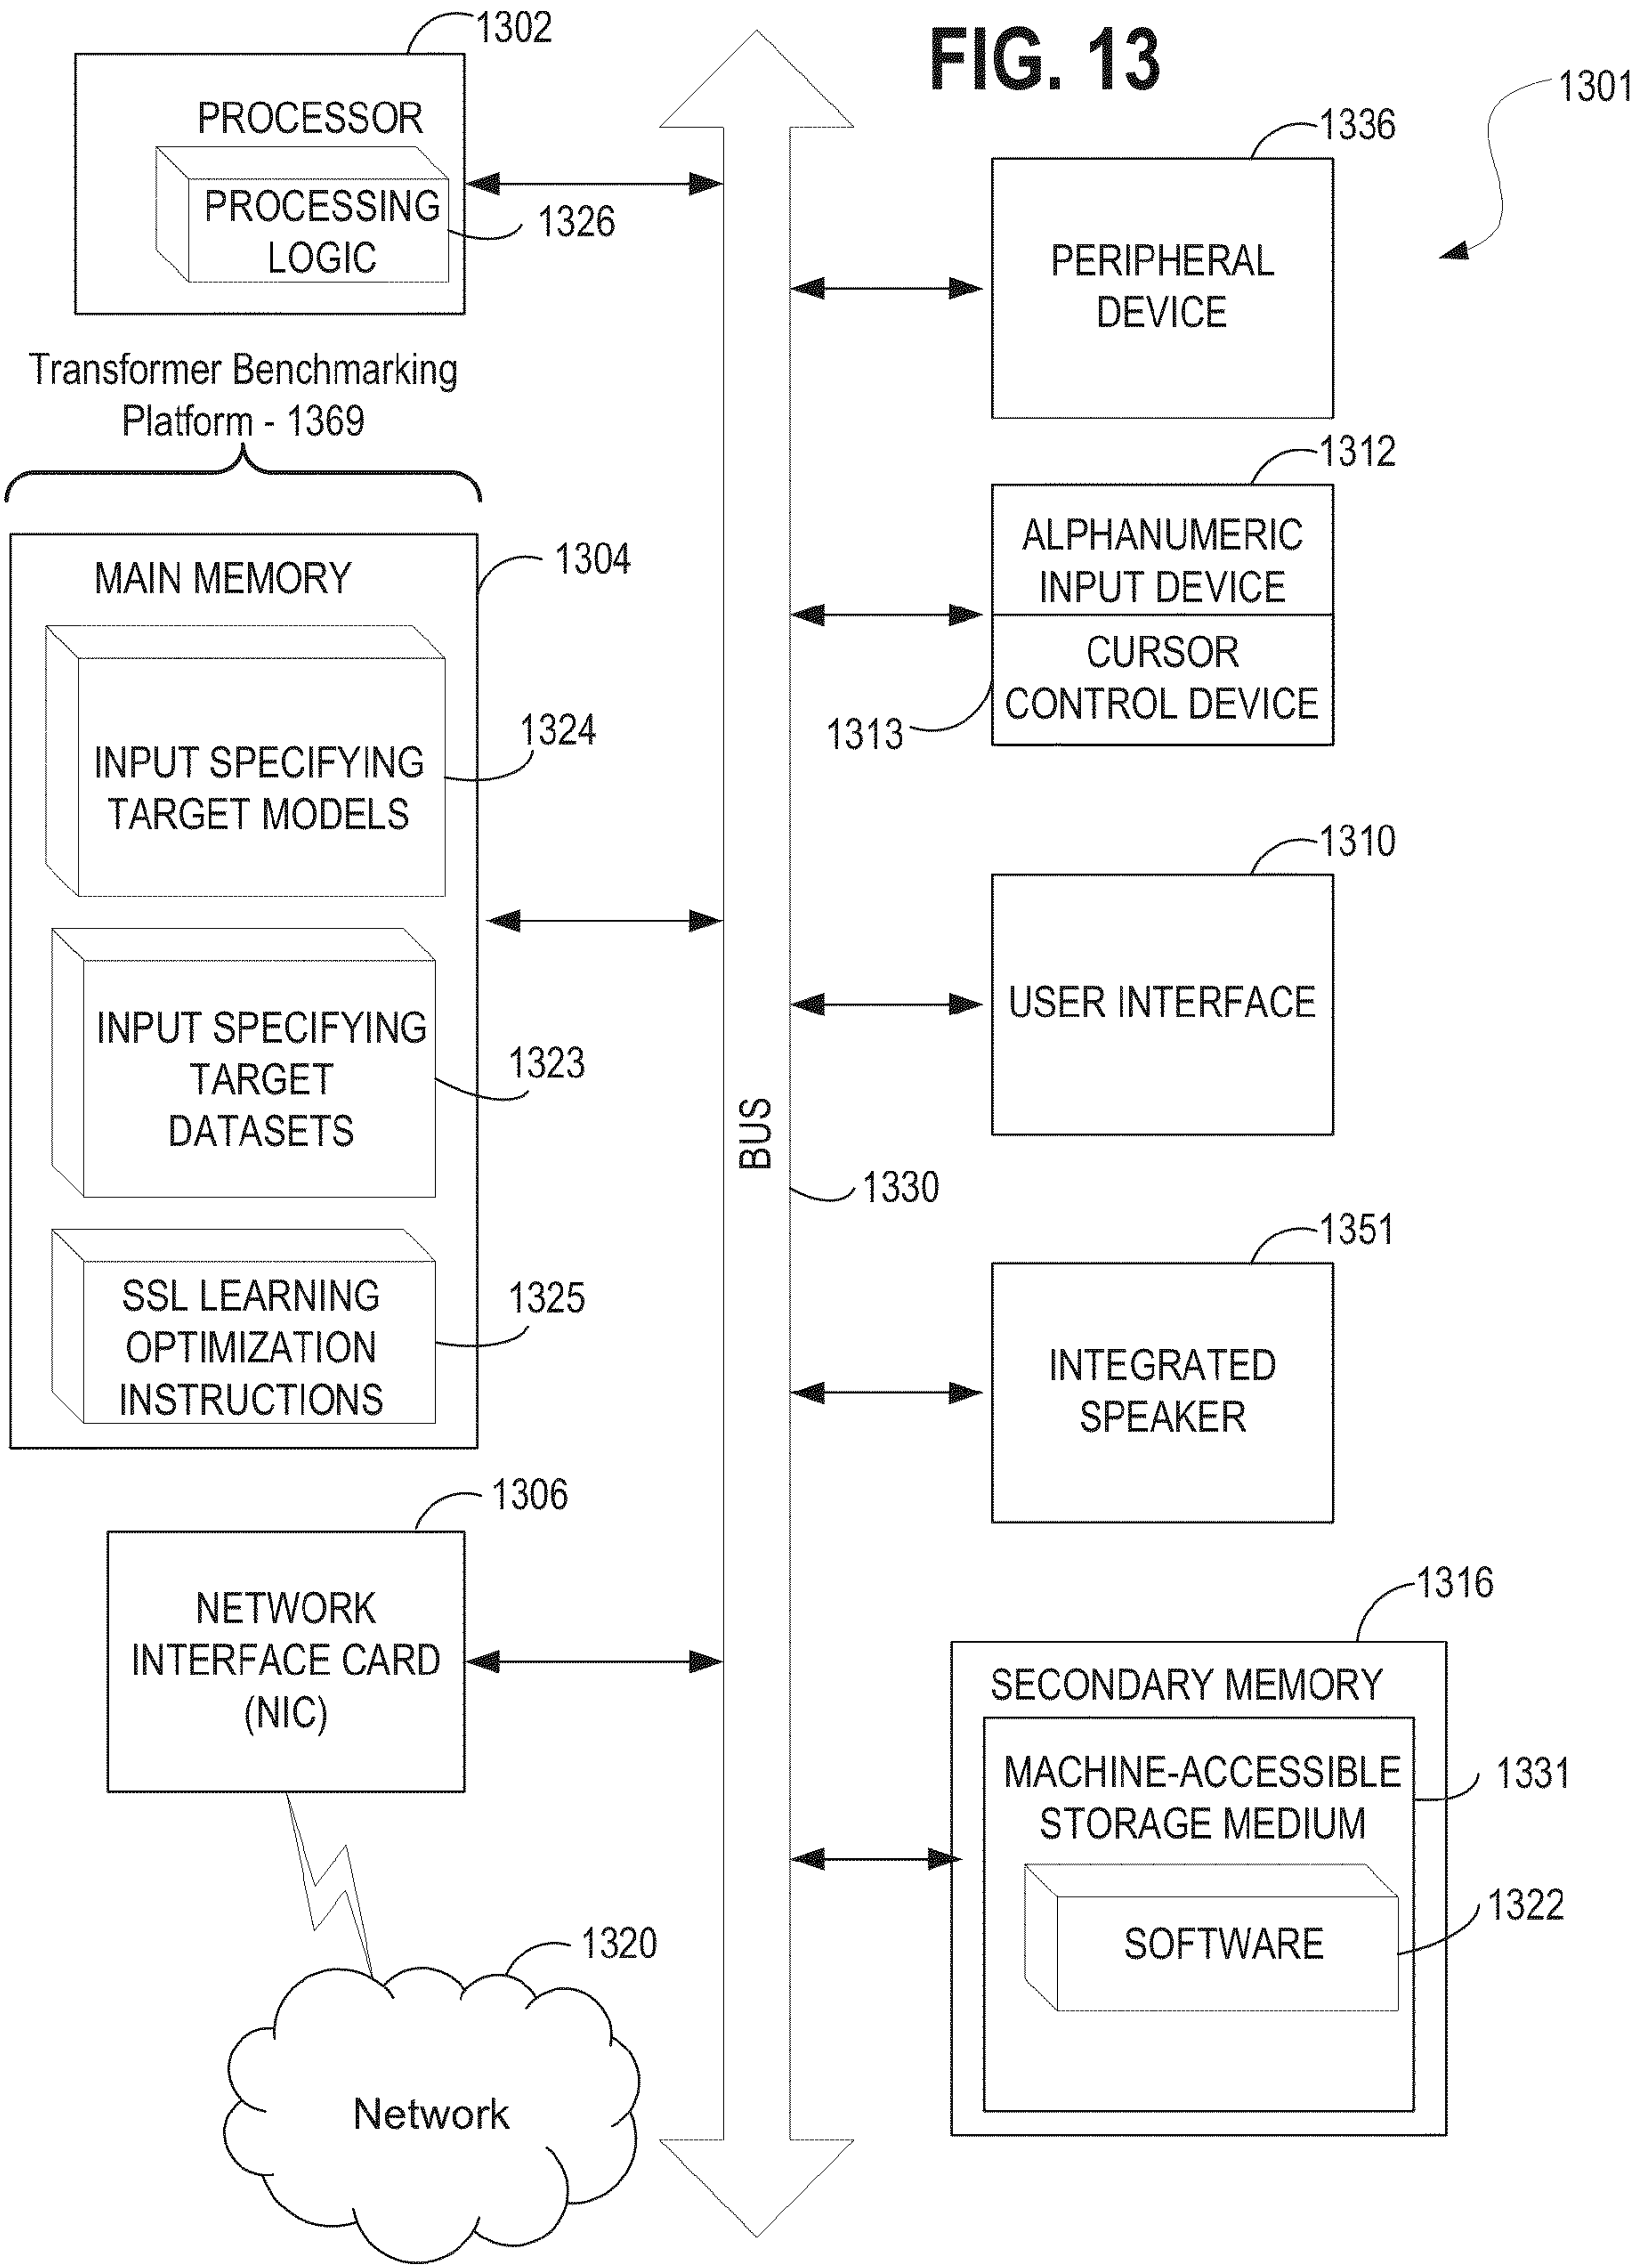 FIG. 13
1301
1302
PROCESSOR
PROCESSING
LOGIC
1326
Transformer Benchmarking
Platform - 1369
1304
MAIN MEMORY
INPUT SPECIFYING
TARGET MODELS
1324
INPUT SPECIFYING
TARGET
DATASETS
1323
SSL LEARNING
OPTIMIZATION
INSTRUCTIONS
1325
1306
NETWORK
INTERFACE CARD
(NIC)
1320
Network
BUS
1330
1336
PERIPHERAL
DEVICE
1312
ALPHANUMERIC
INPUT DEVICE
CURSOR
CONTROL DEVICE
1313
1310
USER INTERFACE
1351
INTEGRATED
SPEAKER
1316
SECONDARY MEMORY
MACHINE-ACCESSIBLE
STORAGE MEDIUM
1331
SOFTWARE
1322